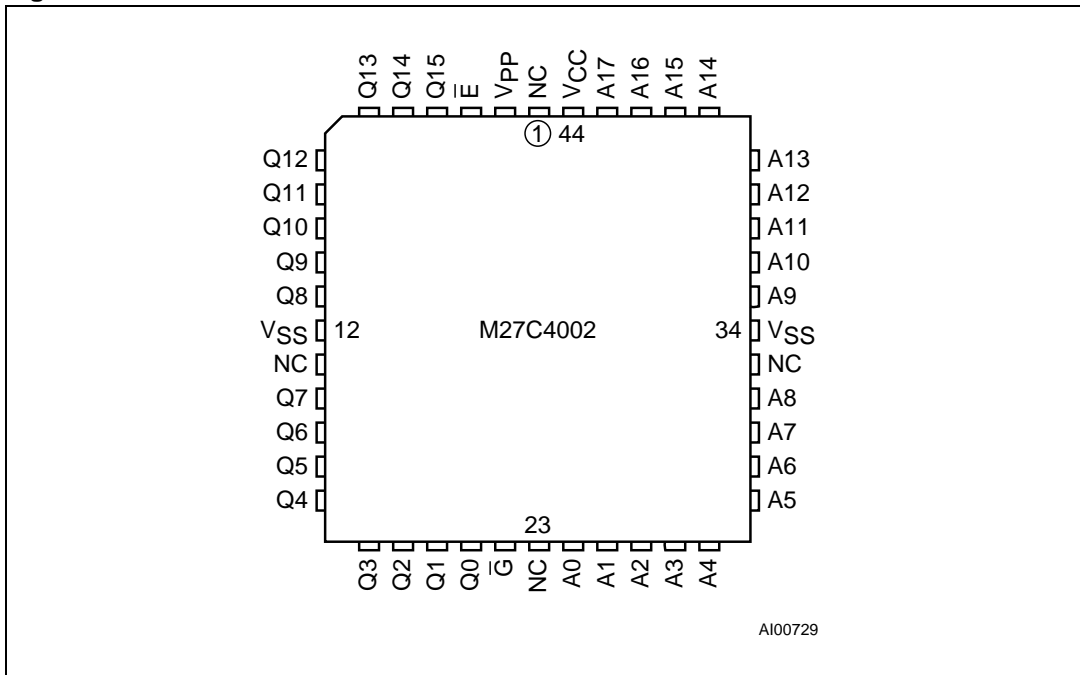 Q13 Q14 Q15 E̅ VPP NC VCC A17 A16 A15 A14
1 44
Q12 A13
Q11 A12
Q10 A11
Q9 A10
Q8 A9
VSS 12 M27C4002 34 VSS
NC NC
Q7 A8
Q6 A7
Q5 A6
Q4 A5
23
Q3 Q2 Q1 Q0 G̅ NC A0 A1 A2 A3 A4
AI00729